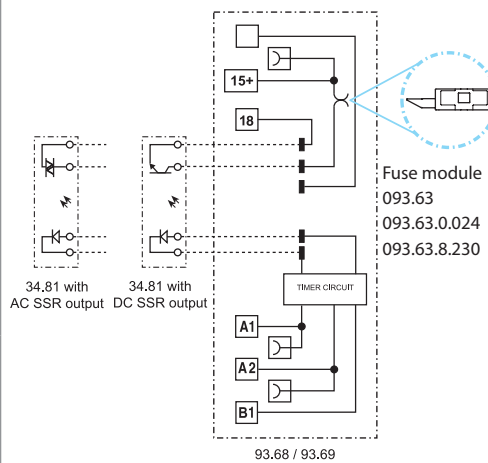 15+
18
Fuse module
093.63
093.63.0.024
093.63.8.230
34.81 with
AC SSR output
34.81 with
DC SSR output
TIMER CIRCUIT
A1
A2
B1
93.68 / 93.69